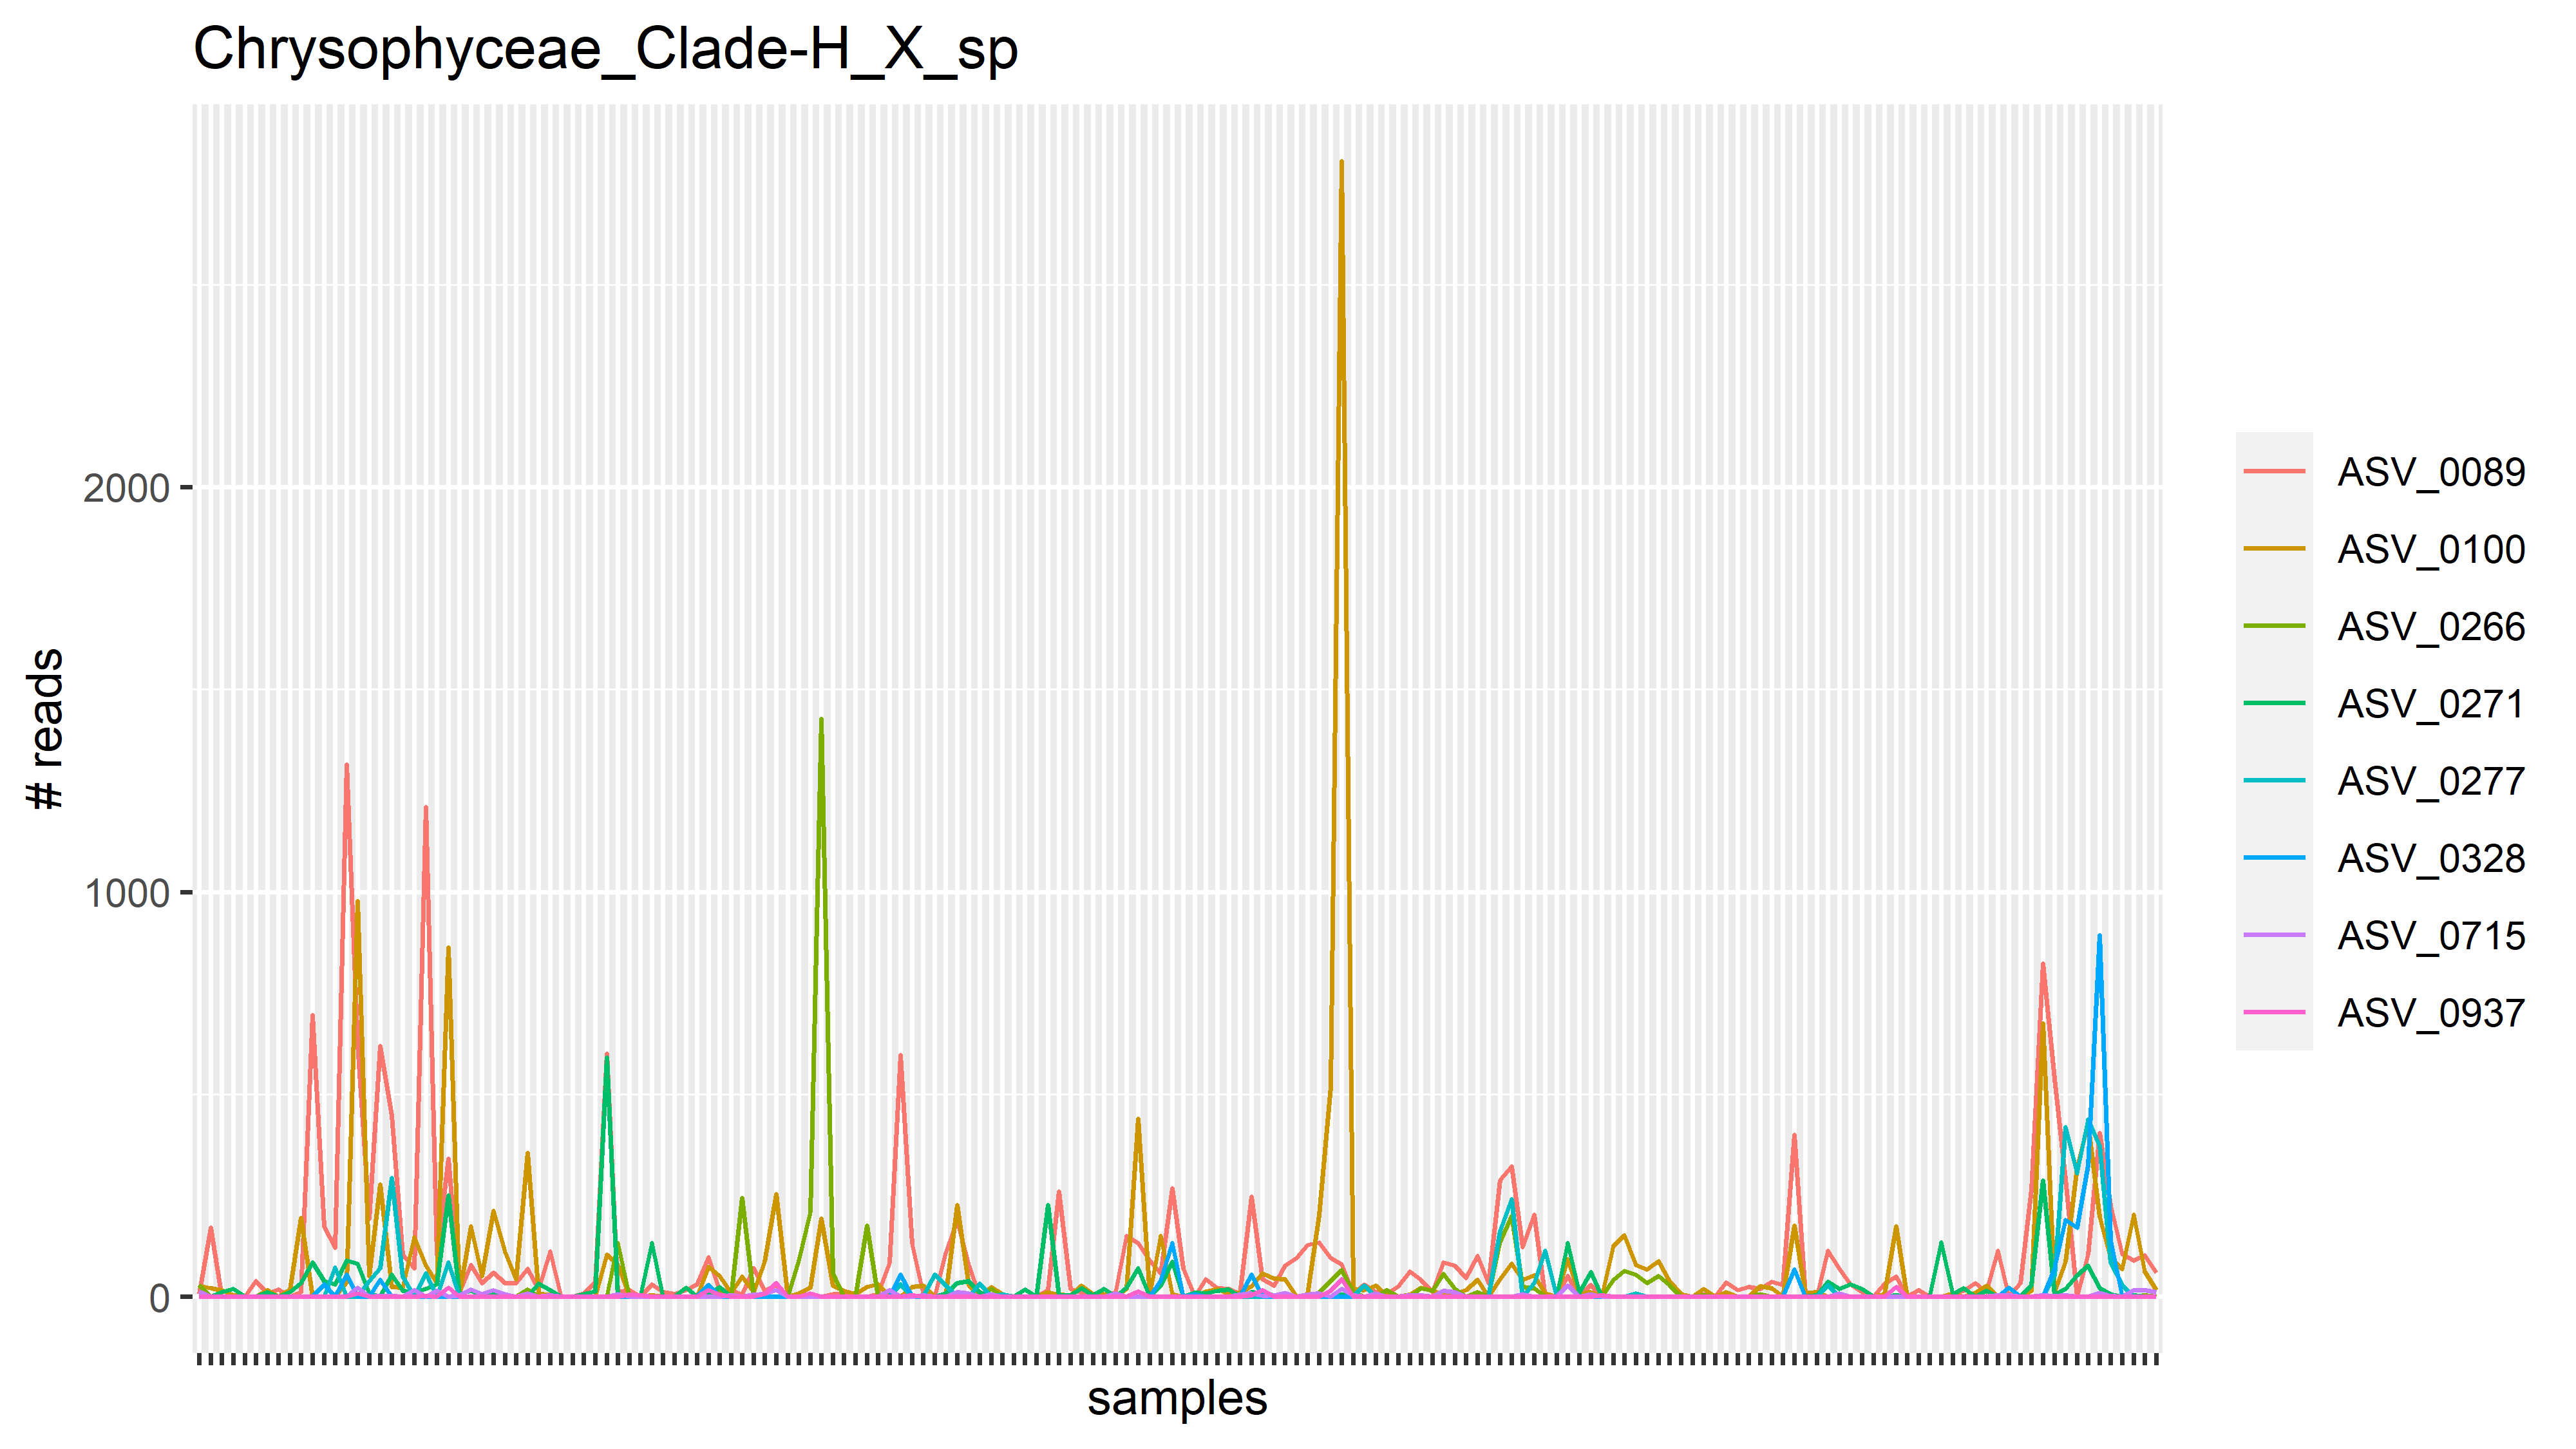 Chrysophyceae_Clade-H_X_sp
# reads
2000
1000
0
samples
ASV_0089
ASV_0100
ASV_0266
ASV_0271
ASV_0277
ASV_0328
ASV_0715
ASV_0937